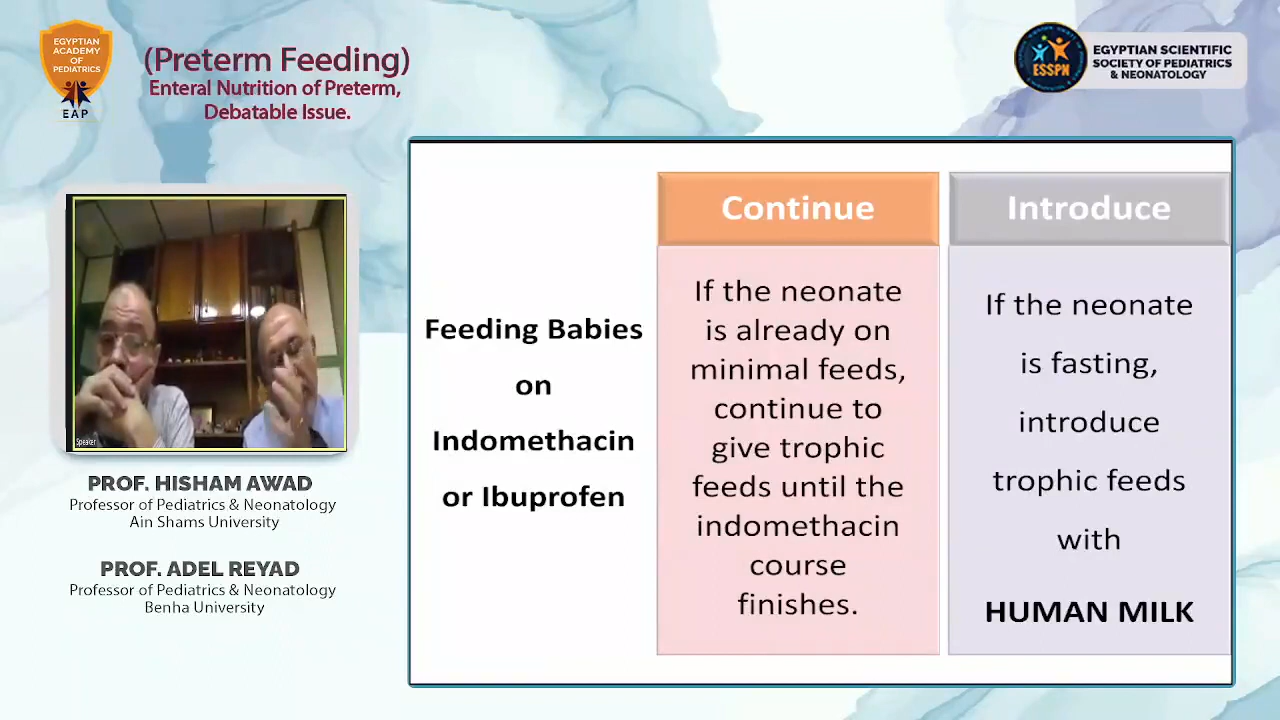 EGYPTIAN
ACADEMY
OF
PEDIATRICS
EAP
(Preterm Feeding)
Enteral Nutrition of Preterm,
Debatable Issue.
ESSPN
EGYPTIAN SCIENTIFIC
SOCIETY OF PEDIATRICS
& NEONATOLOGY
Speaker
PROF. HISHAM AWAD
Professor of Pediatrics & Neonatology
Ain Shams University
PROF. ADEL REYAD
Professor of Pediatrics & Neonatology
Benha University
Feeding Babies
on
Indomethacin
or Ibuprofen
Continue
If the neonate
is already on
minimal feeds,
continue to
give trophic
feeds until the
indomethacin
course
finishes.
Introduce
If the neonate
is fasting,
introduce
trophic feeds
with
HUMAN MILK